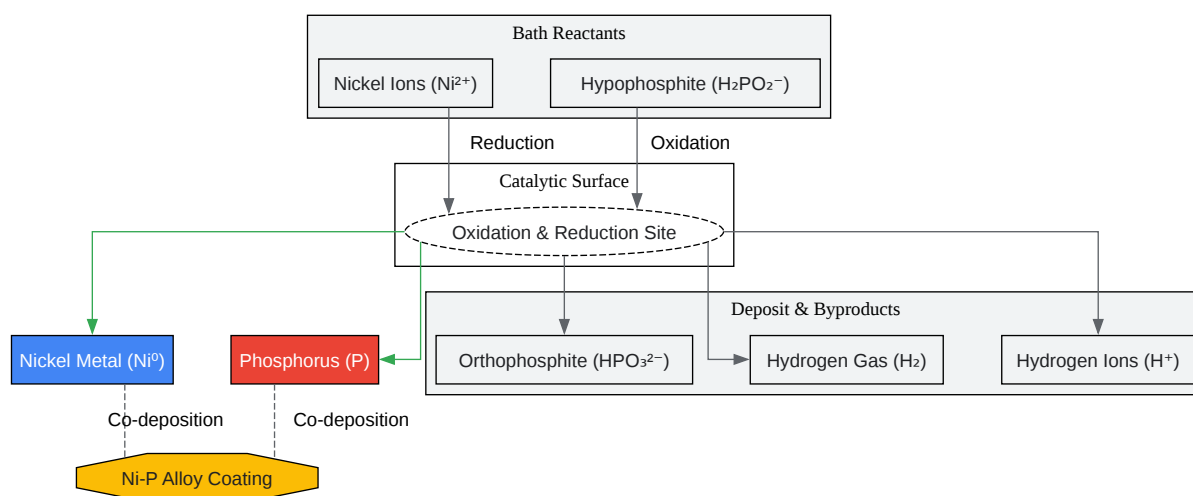 Bath Reactants
Nickel Ions (Ni²⁺)
Hypophosphite (H₂PO₂⁻)
Reduction
Oxidation
Catalytic Surface
Oxidation & Reduction Site
Deposit & Byproducts
Nickel Metal (Ni⁰)
Phosphorus (P)
Orthophosphite (HPO₃²⁻)
Hydrogen Gas (H₂)
Hydrogen Ions (H⁺)
Co-deposition
Co-deposition
Ni-P Alloy Coating